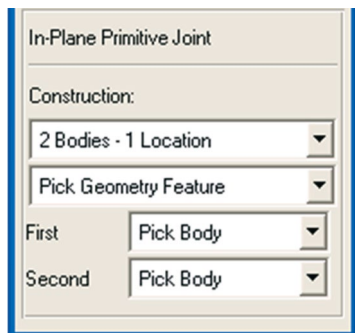 In-Plane Primitive Joint
Construction:
2 Bodies - 1 Location
Pick Geometry Feature
First Pick Body
Second Pick Body